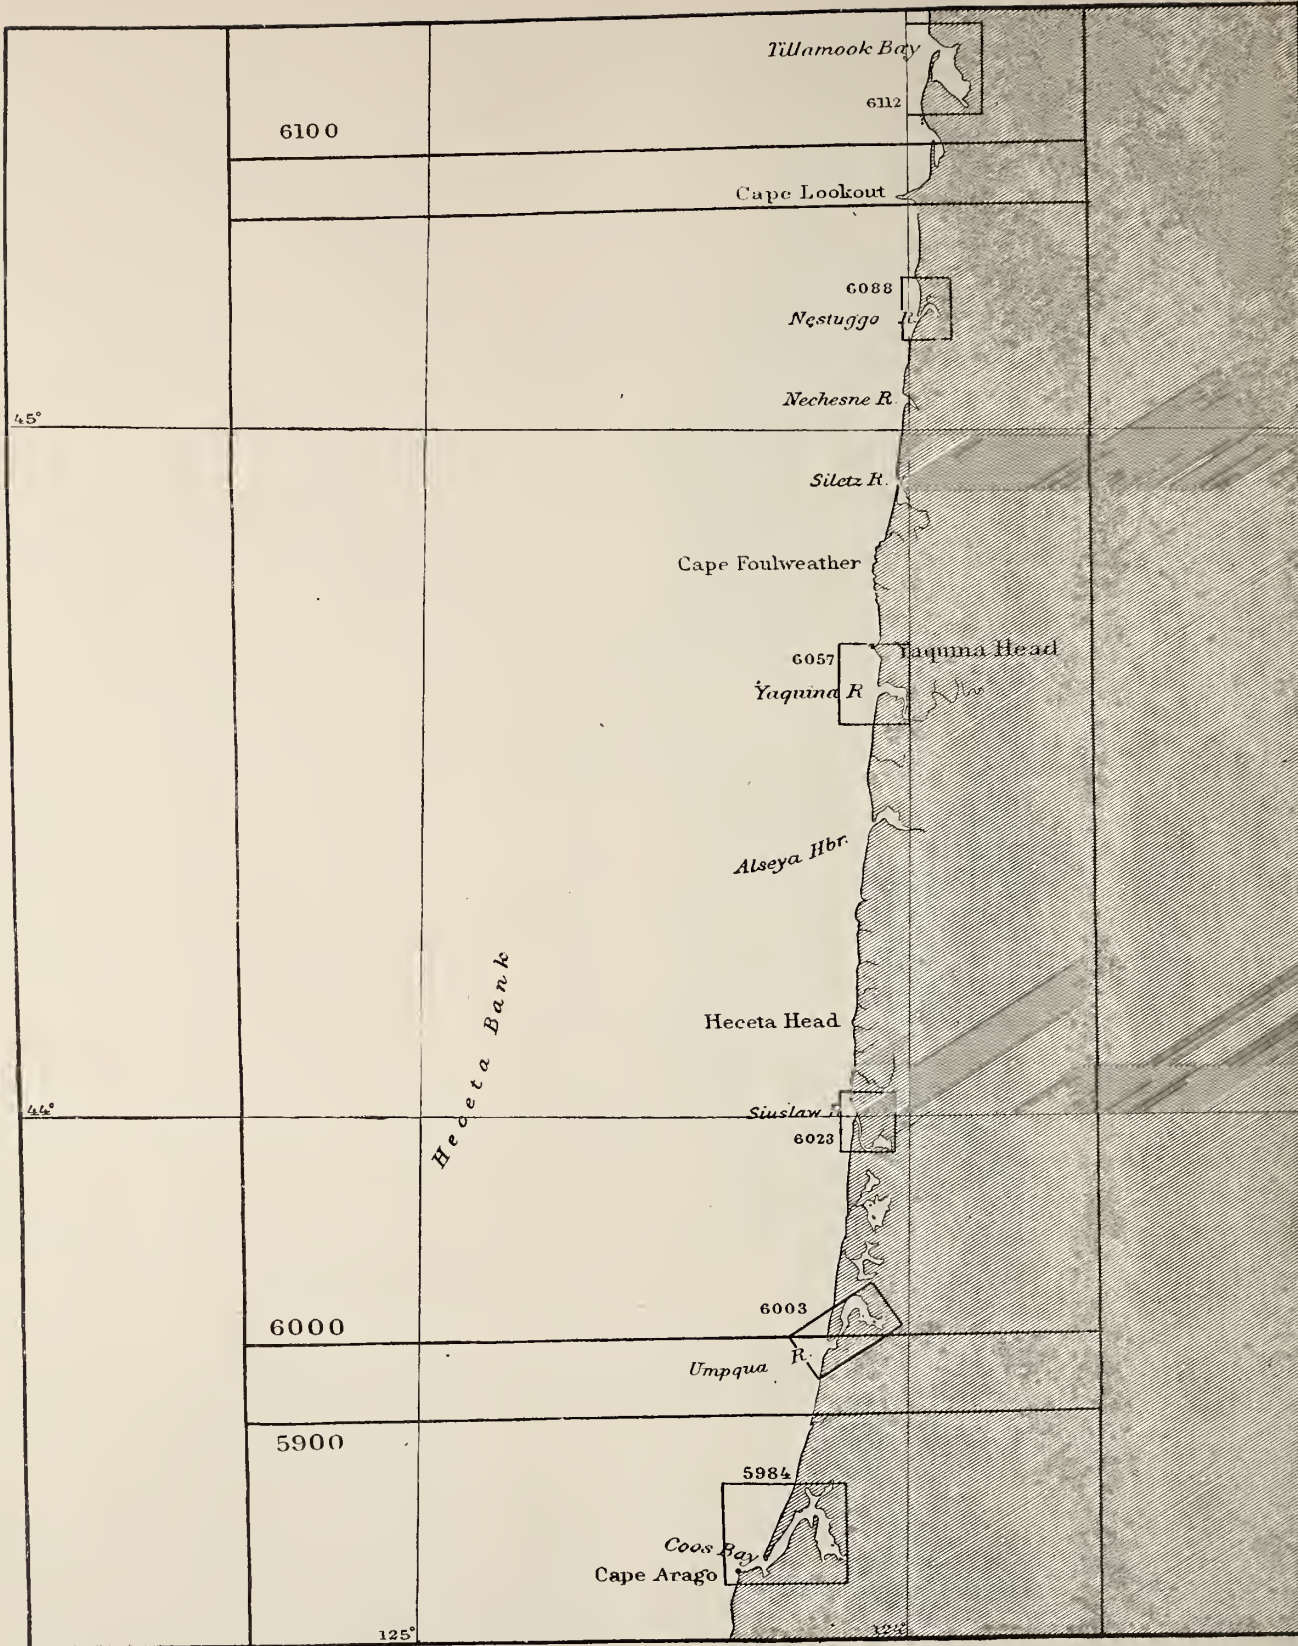 Tillamook Bay
6112
6100
Cape Lookout
6088
Nestuggo R.
Nechesne R.
45°
Siletz R.
Cape Foulweather
Yaquina Head
6057
Yaquina R
Alseya Hbr.
Heceta Bank
Heceta Head
44°
Siuslaw R.
6023
6003
6000
Umpqua R.
5900
5984
Coos Bay
Cape Arago
125°
124°